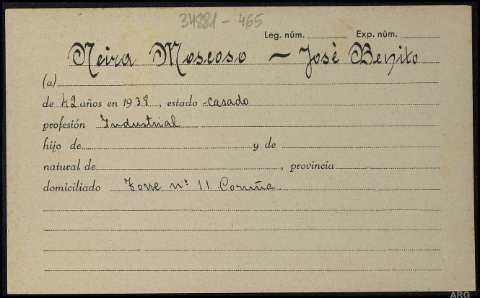 34881-465
Leg. núm. Exp. núm.
Neira Moscoso - José Benito
(a)
de 42 años en 1938, estado casado
profesión Industrial
hijo de y de
natural de , provincia
domiciliado Torre nº 11 Coruña.
ARG